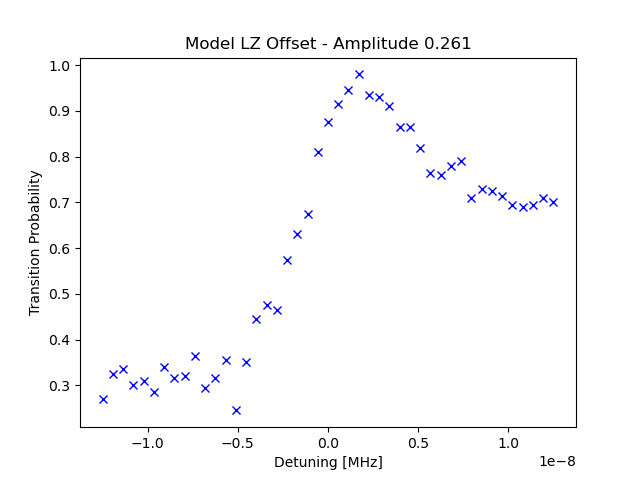 Model LZ Offset - Amplitude 0.261
Transition Probability
1.0
0.9
0.8
0.7
0.6
0.5
0.4
0.3
−1.0 −0.5 0.0 0.5 1.0
Detuning [MHz]
1e−8